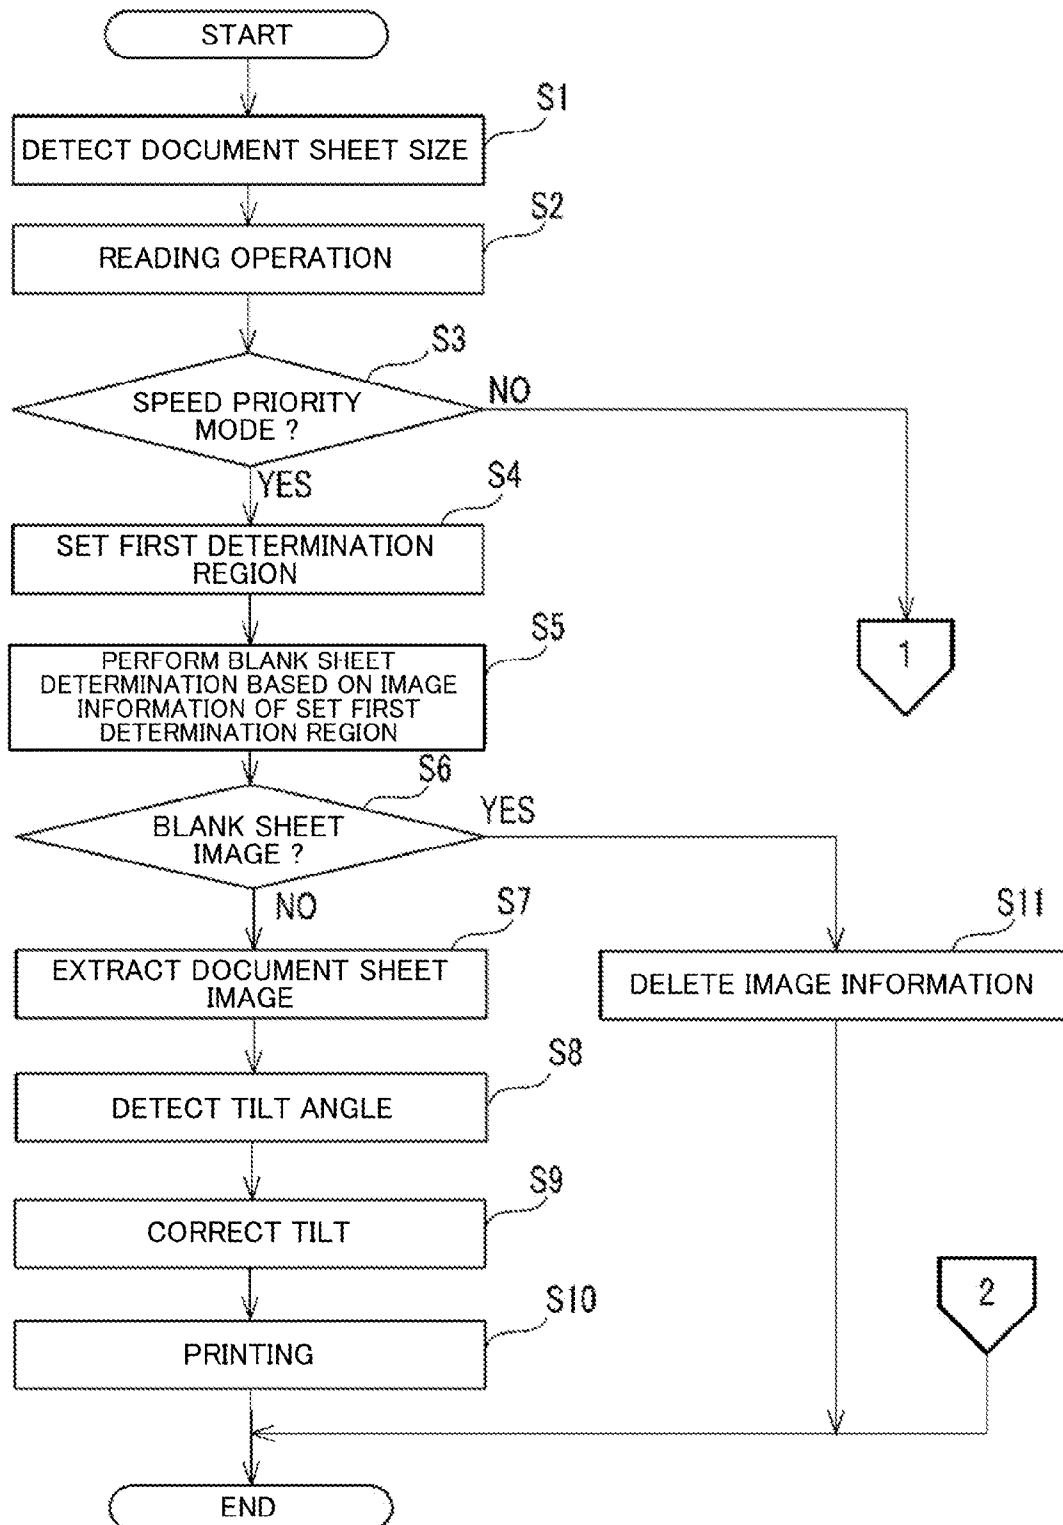 START
S1
DETECT DOCUMENT SHEET SIZE
S2
READING OPERATION
S3
SPEED PRIORITY
MODE ?
NO
YES
S4
SET FIRST DETERMINATION
REGION
1
S5
PERFORM BLANK SHEET
DETERMINATION BASED ON IMAGE
INFORMATION OF SET FIRST
DETERMINATION REGION
S6
BLANK SHEET
IMAGE ?
YES
NO
S7
EXTRACT DOCUMENT SHEET
IMAGE
S11
DELETE IMAGE INFORMATION
S8
DETECT TILT ANGLE
S9
CORRECT TILT
2
S10
PRINTING
END